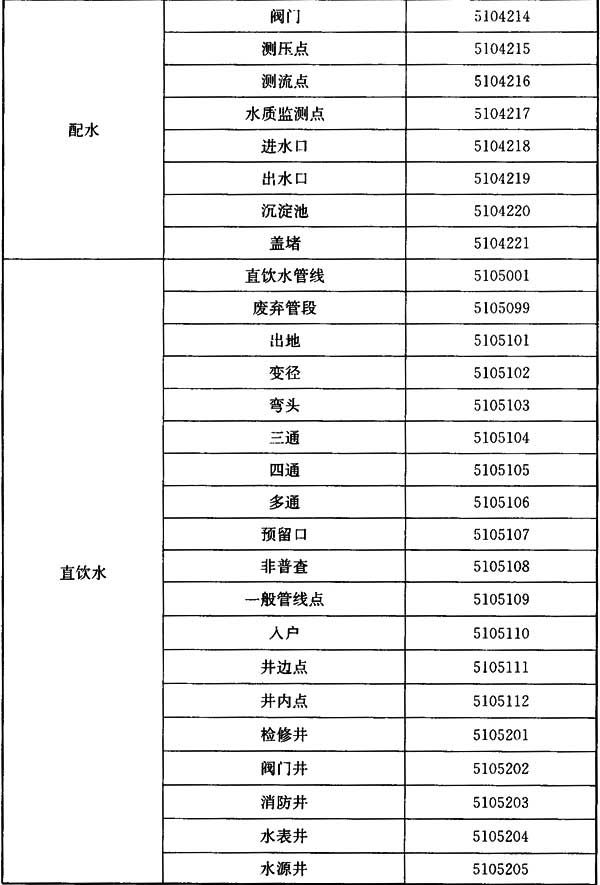 配水
阀门 5104214
测压点 5104215
测流点 5104216
水质监测点 5104217
进水口 5104218
出水口 5104219
沉淀池 5104220
盖堵 5104221
直饮水
直饮水管线 5105001
废弃管段 5105099
出地 5105101
变径 5105102
弯头 5105103
三通 5105104
四通 5105105
多通 5105106
预留口 5105107
非普查 5105108
一般管线点 5105109
入户 5105110
井边点 5105111
井内点 5105112
检修井 5105201
阀门井 5105202
消防井 5105203
水表井 5105204
水源井 5105205